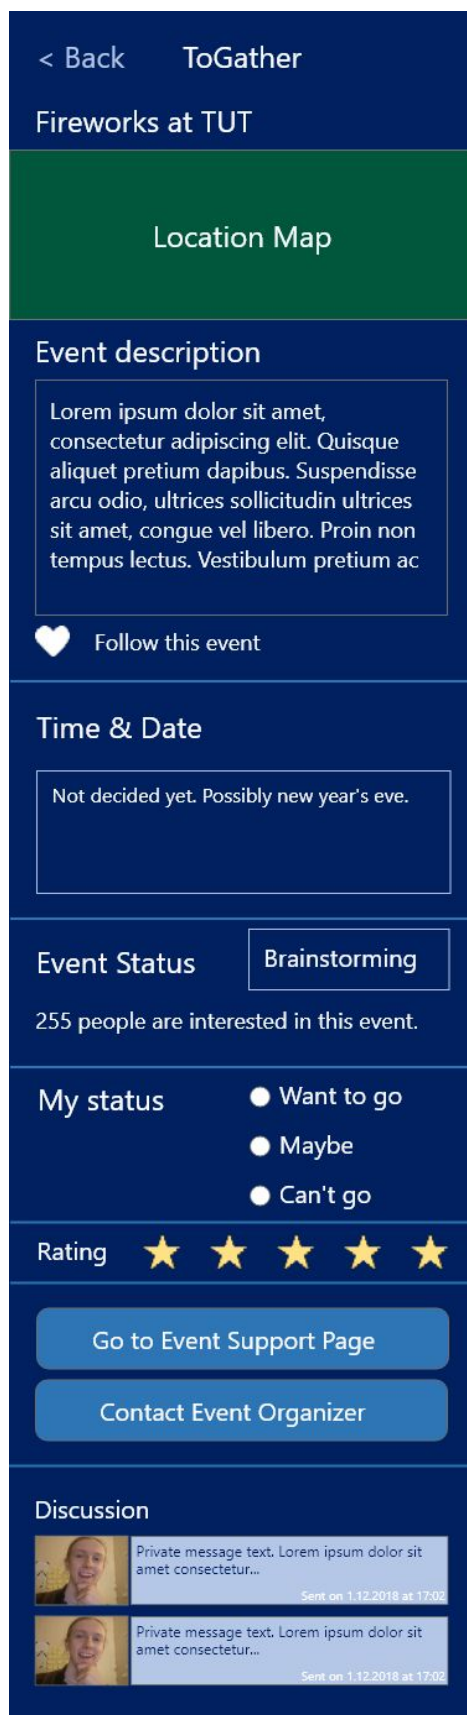 < Back ToGather
Fireworks at TUT
Location Map
Event description
Lorem ipsum dolor sit amet,
consectetur adipiscing elit. Quisque
aliquet pretium dapibus. Suspendisse
arcu odio, ultrices sollicitudin ultrices
sit amet, congue vel libero. Proin non
tempus lectus. Vestibulum pretium ac
Follow this event
Time & Date
Not decided yet. Possibly new year's eve.
Event Status Brainstorming
255 people are interested in this event.
My status Want to go
Maybe
Can't go
Rating
Go to Event Support Page
Contact Event Organizer
Discussion
Private message text. Lorem ipsum dolor sit
amet consectetur...
Sent on 1.12.2018 at 17:02
Private message text. Lorem ipsum dolor sit
amet consectetur...
Sent on 1.12.2018 at 17:02